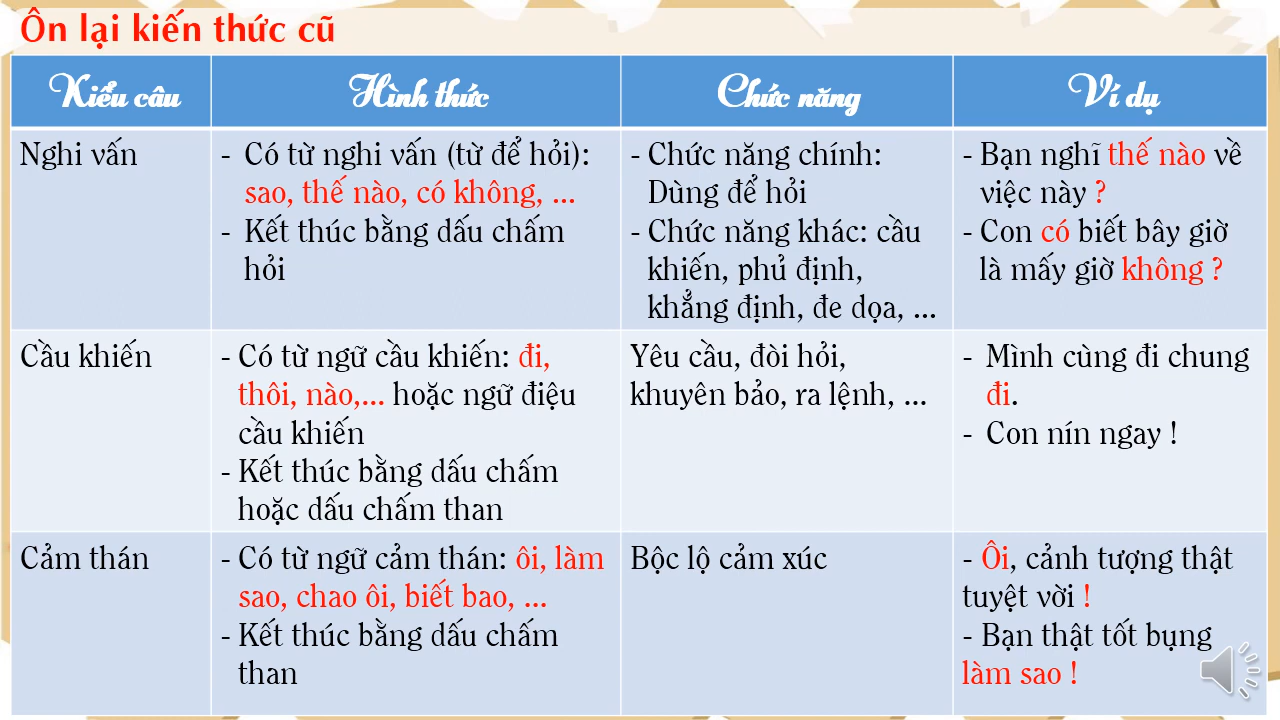 Ôn lại kiến thức cũ
Kiểu câu
Hình thức
Chức năng
Ví dụ
Nghi vấn
- Có từ nghi vấn (từ để hỏi):
sao, thế nào, có không, ...
- Kết thúc bằng dấu chấm
hỏi
- Chức năng chính:
Dùng để hỏi
- Chức năng khác: cầu
khiến, phủ định,
khẳng định, đe dọa, ...
- Bạn nghĩ thế nào về
việc này ?
- Con có biết bây giờ
là mấy giờ không ?
Cầu khiến
- Có từ ngữ cầu khiến: đi,
thôi, nào,... hoặc ngữ điệu
cầu khiến
- Kết thúc bằng dấu chấm
hoặc dấu chấm than
Yêu cầu, đòi hỏi,
khuyên bảo, ra lệnh, ...
- Mình cùng đi chung
đi.
- Con nín ngay !
Cảm thán
- Có từ ngữ cảm thán: ôi, làm
sao, chao ôi, biết bao, ...
- Kết thúc bằng dấu chấm
than
Bộc lộ cảm xúc
- Ôi, cảnh tượng thật
tuyệt vời !
- Bạn thật tốt bụng
làm sao !